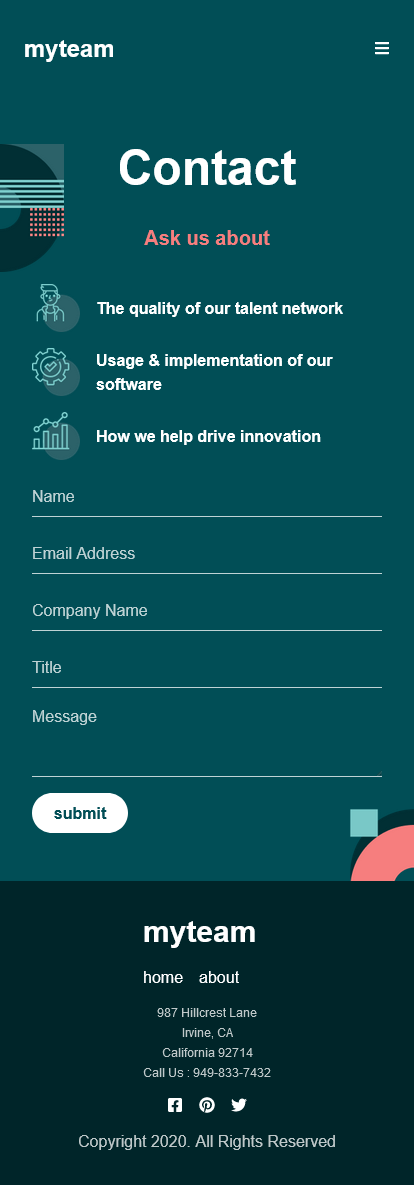 myteam
Contact
Ask us about
The quality of our talent network
Usage & implementation of our
software
How we help drive innovation
Name
Email Address
Company Name
Title
Message
submit
myteam
home about
987 Hillcrest Lane
Irvine, CA
California 92714
Call Us : 949-833-7432
Copyright 2020. All Rights Reserved